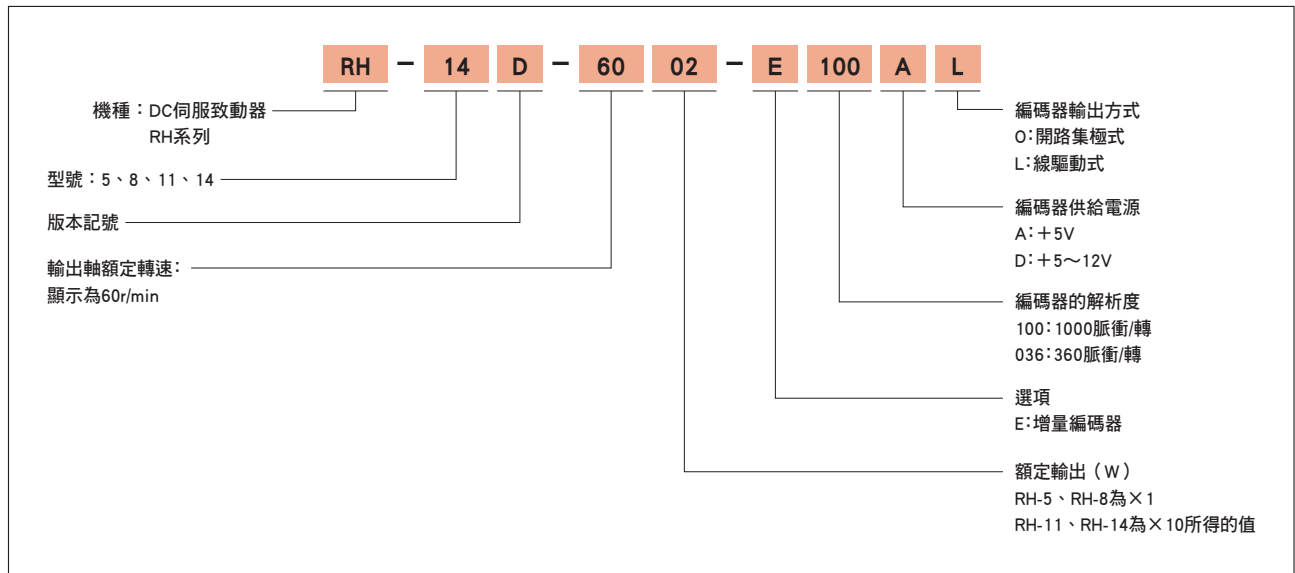 RH - 14 D - 60 02 - E 100 A L
機種：DC伺服致動器
RH系列
型號：5、8、11、14
版本記號
輸出軸額定轉速：
顯示為60r/min
編碼器輸出方式
O：開路集極式
L：線驅動式
編碼器供給電源
A：＋5V
D：＋5～12V
編碼器的解析度
100：1000脈衝/轉
036：360脈衝/轉
選項
E：增量編碼器
額定輸出（W）
RH-5、RH-8為×1
RH-11、RH-14為×10所得的值